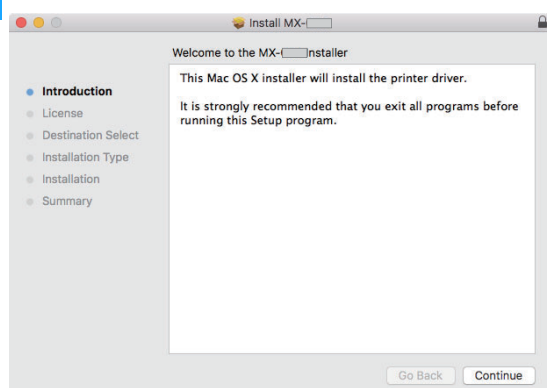 Install MX-
Welcome to the MX- nstaller
Introduction
License
Destination Select
Installation Type
Installation
Summary
This Mac OS X installer will install the printer driver.
It is strongly recommended that you exit all programs before
running this Setup program.
Go Back
Continue